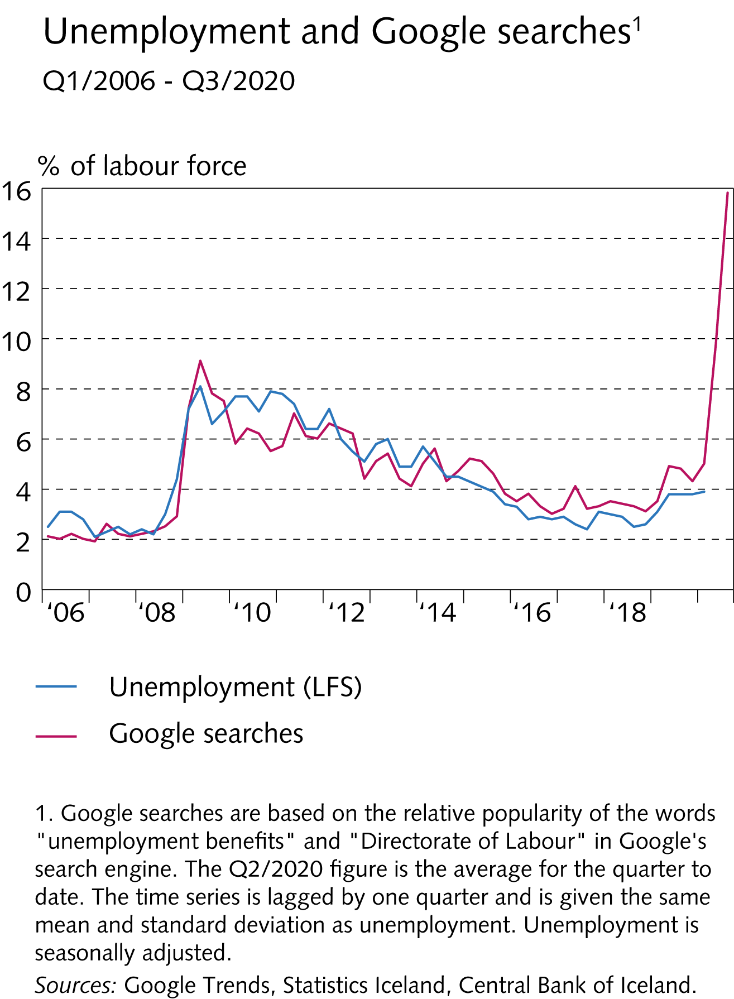 Unemployment and Google searches¹
Q1/2006 - Q3/2020
% of labour force
16
14
12
10
8
6
4
2
0
‘06 ‘08 ‘10 ‘12 ‘14 ‘16 ‘18
Unemployment (LFS)
Google searches
1. Google searches are based on the relative popularity of the words
"unemployment benefits" and "Directorate of Labour" in Google's
search engine. The Q2/2020 figure is the average for the quarter to
date. The time series is lagged by one quarter and is given the same
mean and standard deviation as unemployment. Unemployment is
seasonally adjusted.
Sources: Google Trends, Statistics Iceland, Central Bank of Iceland.